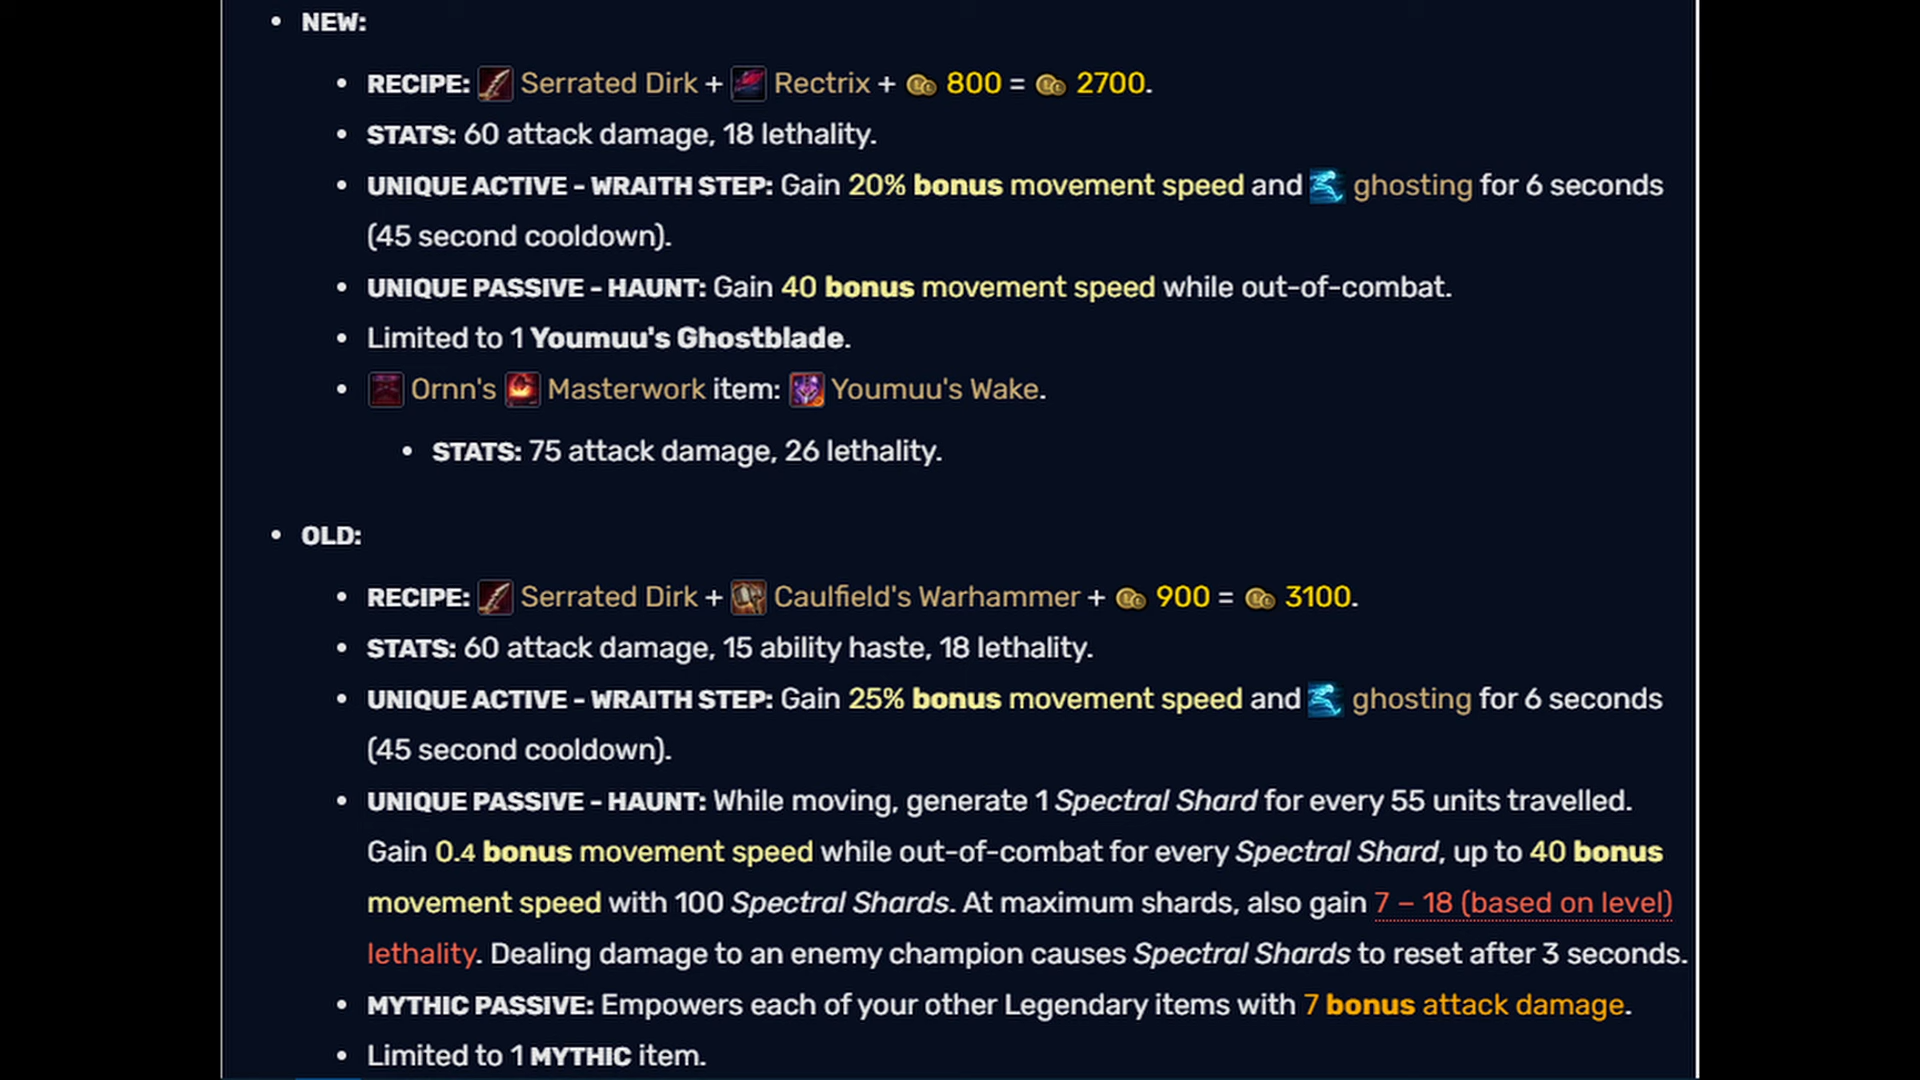 NEW:
RECIPE: Serrated Dirk + Rectrix + 800 = 2700.
STATS: 60 attack damage, 18 lethality.
UNIQUE ACTIVE - WRAITH STEP: Gain 20% bonus movement speed and ghosting for 6 seconds
(45 second cooldown).
UNIQUE PASSIVE - HAUNT: Gain 40 bonus movement speed while out-of-combat.
Limited to 1 Youmuu's Ghostblade.
Ornn's Masterwork item: Youmuu's Wake.
STATS: 75 attack damage, 26 lethality.
OLD:
RECIPE: Serrated Dirk + Caulfield's Warhammer + 900 = 3100.
STATS: 60 attack damage, 15 ability haste, 18 lethality.
UNIQUE ACTIVE - WRAITH STEP: Gain 25% bonus movement speed and ghosting for 6 seconds
(45 second cooldown).
UNIQUE PASSIVE - HAUNT: While moving, generate 1 Spectral Shard for every 55 units travelled.
Gain 0.4 bonus movement speed while out-of-combat for every Spectral Shard, up to 40 bonus
movement speed with 100 Spectral Shards. At maximum shards, also gain 7 – 18 (based on level)
lethality. Dealing damage to an enemy champion causes Spectral Shards to reset after 3 seconds.
MYTHIC PASSIVE: Empowers each of your other Legendary items with 7 bonus attack damage.
Limited to 1 MYTHIC item.